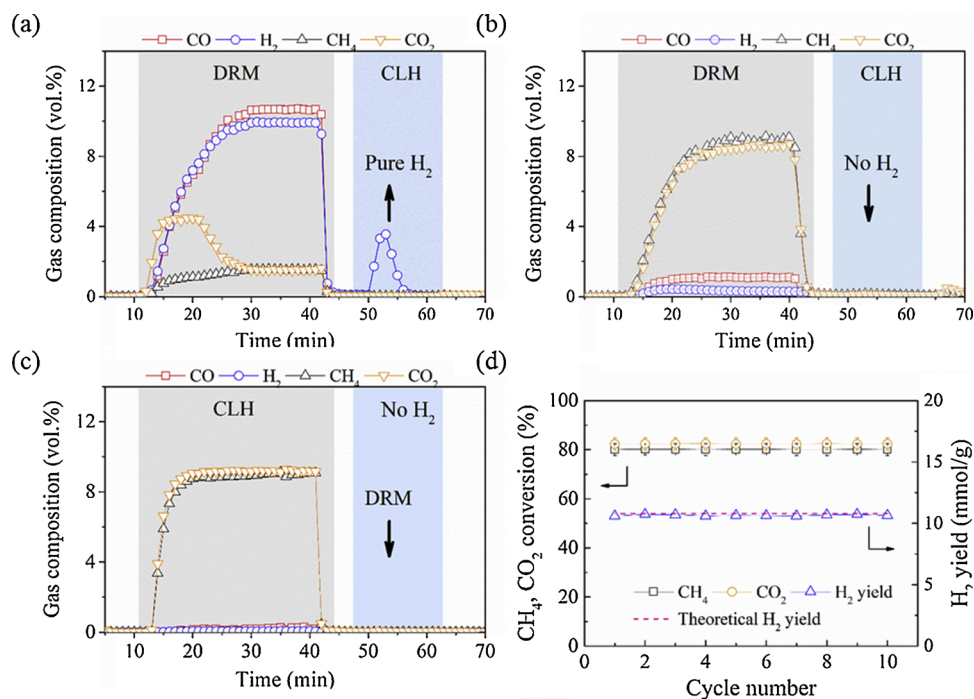 (a)
CO H₂ CH₄ CO₂
DRM CLH
Pure H₂
12
8
4
0
Gas composition (vol.%)
10 20 30 40 50 60 70
Time (min)
(b)
CO H₂ CH₄ CO₂
DRM CLH
No H₂
12
8
4
0
Gas composition (vol.%)
10 20 30 40 50 60 70
Time (min)
(c)
CO H₂ CH₄ CO₂
CLH No H₂
DRM
12
8
4
0
Gas composition (vol.%)
10 20 30 40 50 60 70
Time (min)
(d)
100
80
60
40
20
0
CH₄, CO₂ conversion (%)
20
15
10
5
0
H₂ yield (mmol/g)
CH₄ CO₂ H₂ yield
Theoretical H₂ yield
0 2 4 6 8 10
Cycle number